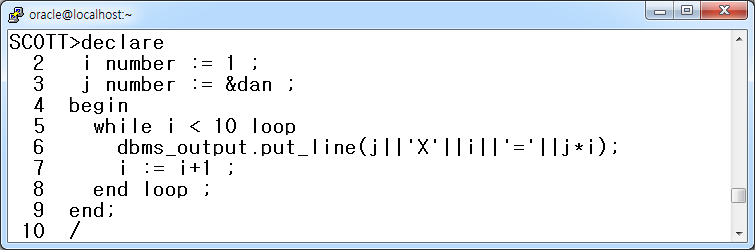 oracle@localhost:~
SCOTT>declare
  2   i number := 1 ;
  3   j number := &dan ;
  4  begin
  5    while i < 10 loop
  6      dbms_output.put_line(j||'X'||i||'='||j*i);
  7      i := i+1 ;
  8    end loop ;
  9  end;
 10  /